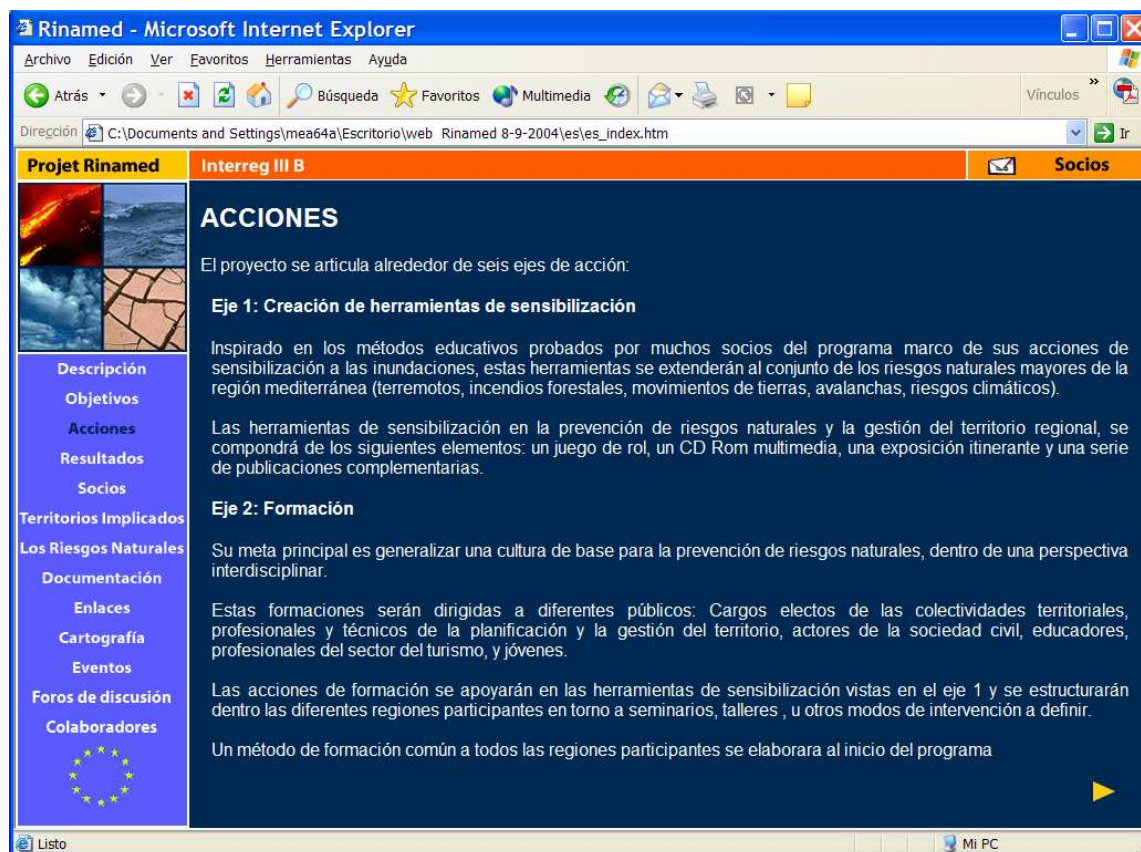 Rinamed - Microsoft Internet Explorer
Archivo Edición Ver Favoritos Herramientas Ayuda
Atrás Búsqueda Favoritos Multimedia Vínculos »
Dirección C:\Documents and Settings\mea64a\Escritorio\web Rinamed 8-9-2004\es\es_index.htm Ir
Projet Rinamed Interreg III B Socios
ACCIONES
El proyecto se articula alrededor de seis ejes de acción:
Eje 1: Creación de herramientas de sensibilización
Inspirado en los métodos educativos probados por muchos socios del programa marco de sus acciones de
sensibilización a las inundaciones, estas herramientas se extenderán al conjunto de los riesgos naturales mayores de la
región mediterránea (terremotos, incendios forestales, movimientos de tierras, avalanchas, riesgos climáticos).
Las herramientas de sensibilización en la prevención de riesgos naturales y la gestión del territorio regional, se
compondrá de los siguientes elementos: un juego de rol, un CD Rom multimedia, una exposición itinerante y una serie
de publicaciones complementarias.
Eje 2: Formación
Su meta principal es generalizar una cultura de base para la prevención de riesgos naturales, dentro de una perspectiva
interdisciplinar.
Estas formaciones serán dirigidas a diferentes públicos: Cargos electos de las colectividades territoriales,
profesionales y técnicos de la planificación y la gestión del territorio, actores de la sociedad civil, educadores,
profesionales del sector del turismo, y jóvenes.
Las acciones de formación se apoyarán en las herramientas de sensibilización vistas en el eje 1 y se estructurarán
dentro las diferentes regiones participantes en torno a seminarios, talleres , u otros modos de intervención a definir.
Un método de formación común a todos las regiones participantes se elaborara al inicio del programa
Descripción
Objetivos
Acciones
Resultados
Socios
Territorios Implicados
Los Riesgos Naturales
Documentación
Enlaces
Cartografía
Eventos
Foros de discusión
Colaboradores
Listo Mi PC